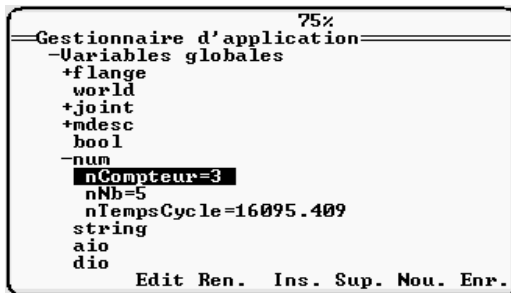 75%
Gestionnaire d'application
-Variables globales
+flange
world
+joint
+mdesc
bool
-num
nCompteur=3
nNb=5
nTempsCycle=16095.409
string
aio
dio
Edit Ren. Ins. Sup. Nou. Enr.